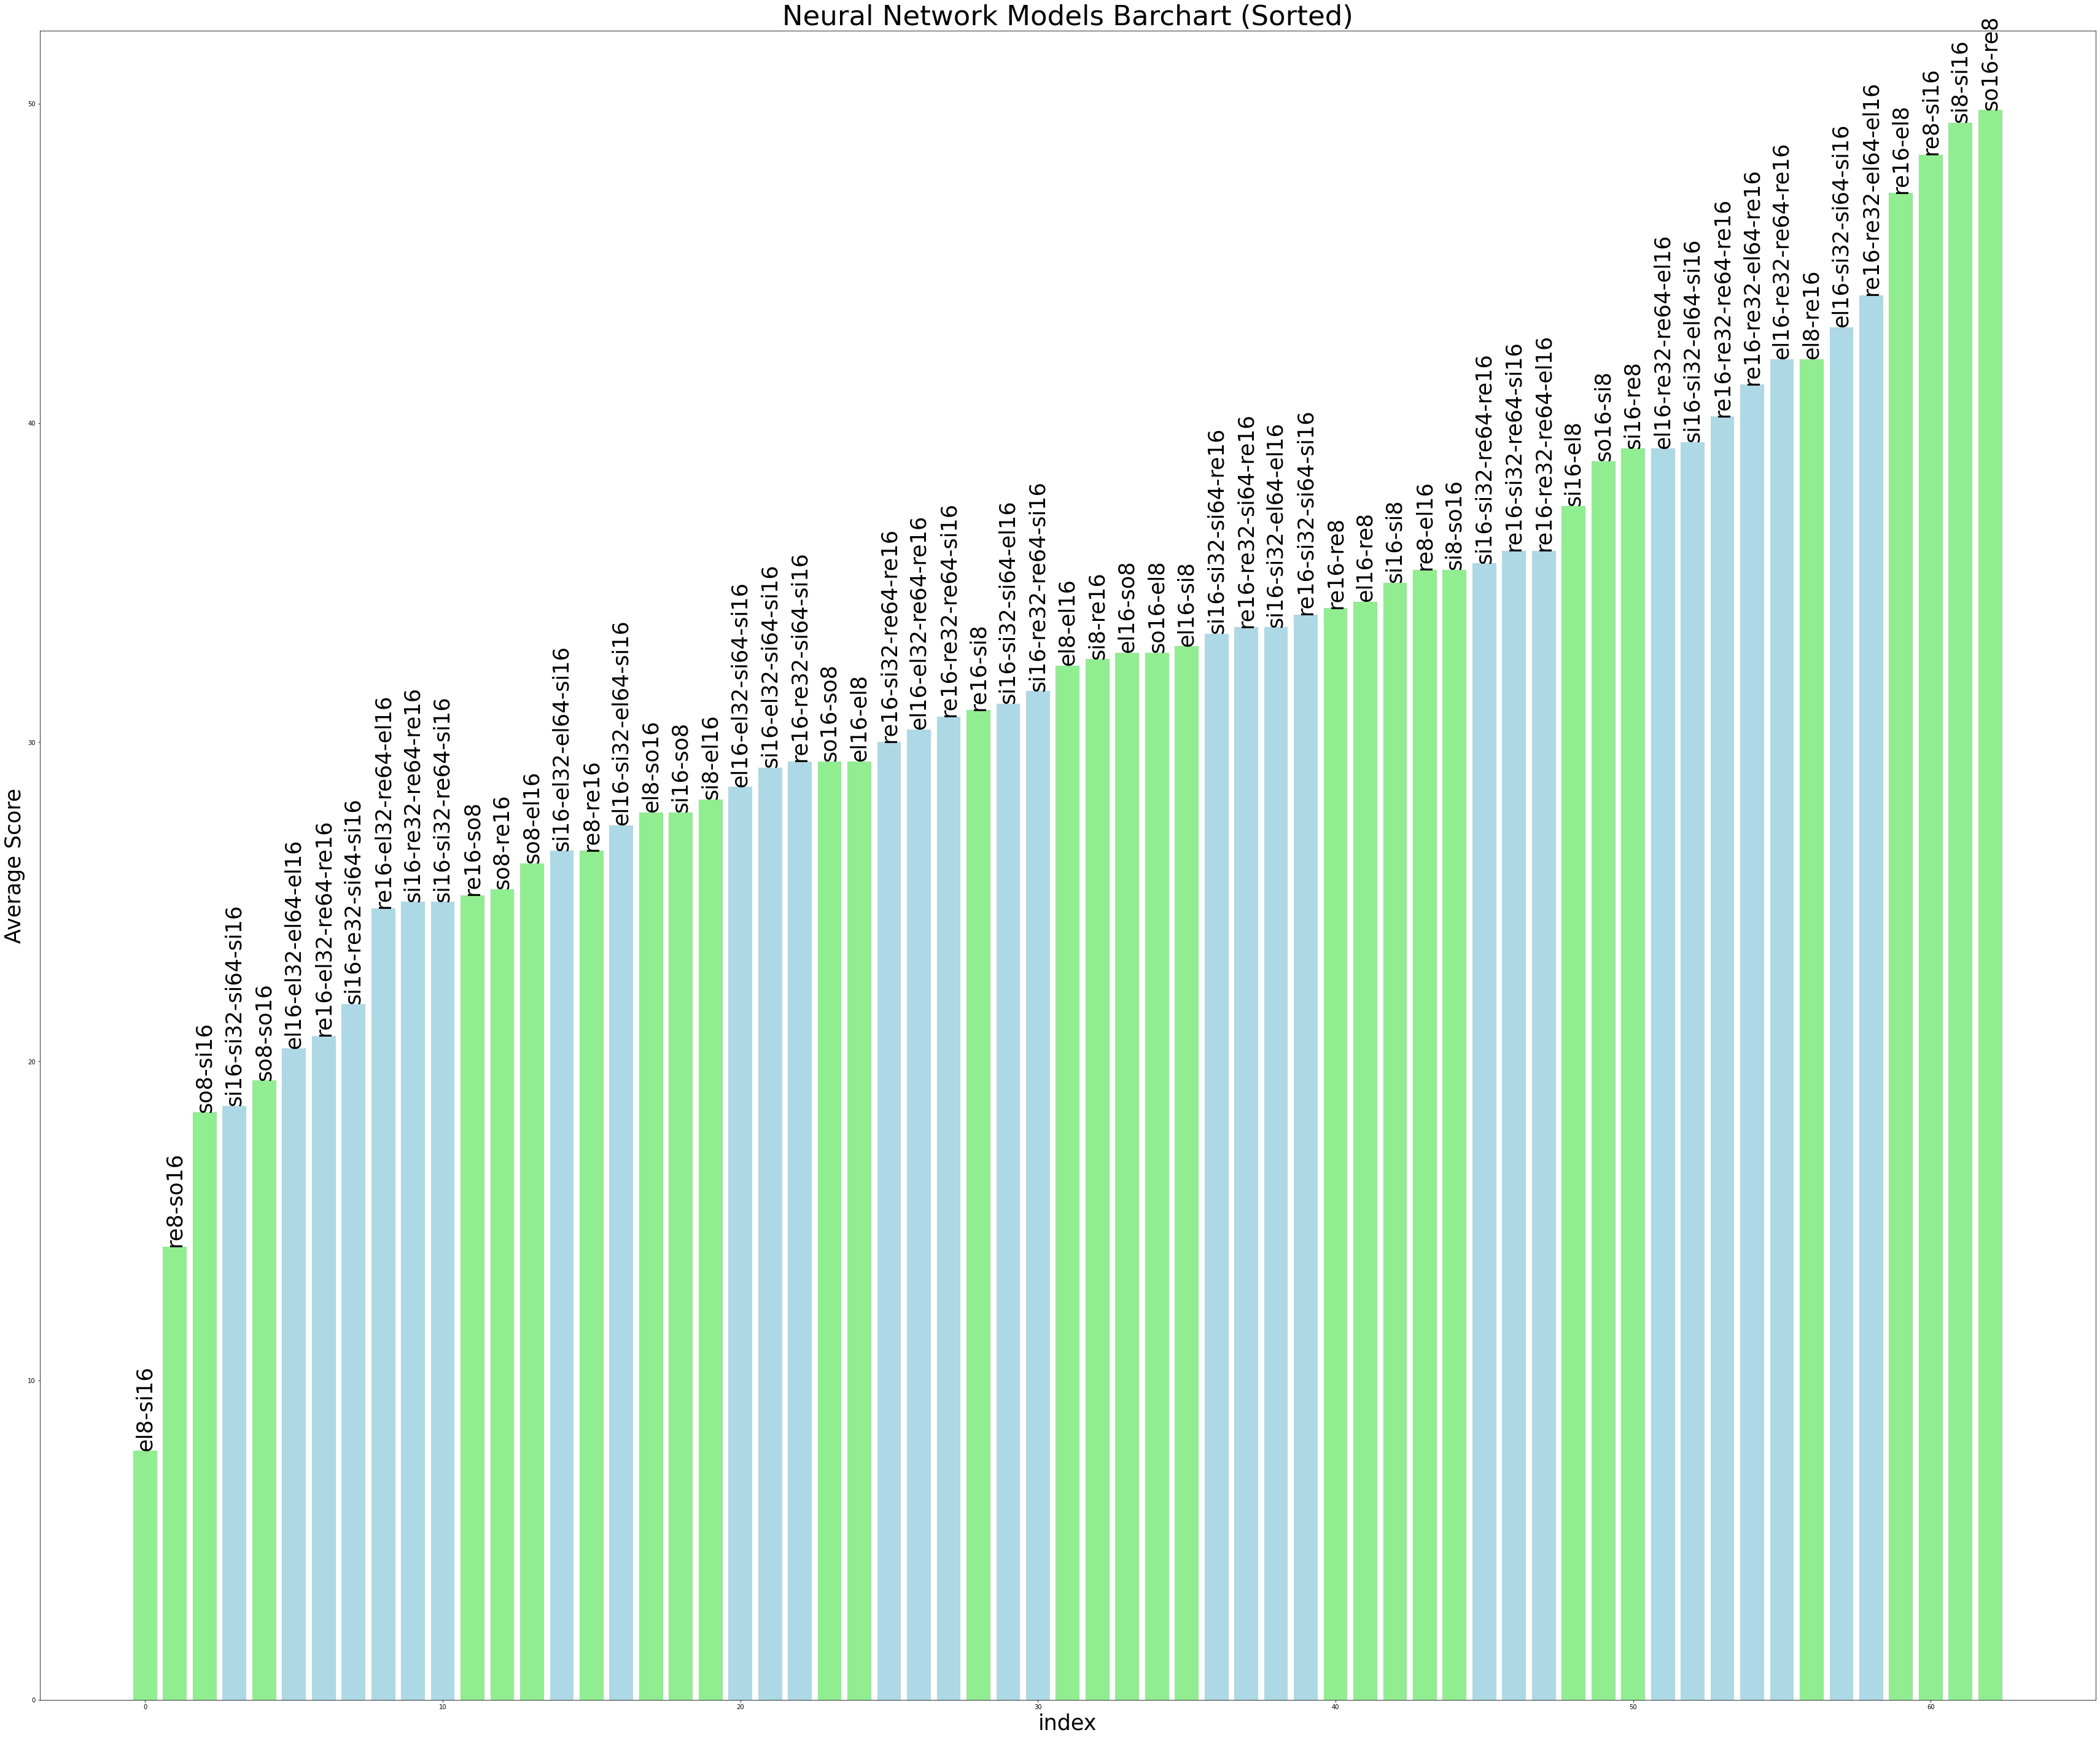 Neural Network Models Barchart (Sorted)
Average Score
50
40
30
20
10
0
el8-si16
re8-so16
so8-si16
si16-si32-si64-si16
so8-so16
el16-el32-el64-el16
re16-el32-re64-re16
si16-re32-si64-si16
re16-el32-re64-el16
si16-re32-re64-re16
si16-si32-re64-si16
re16-so8
so8-re16
so8-el16
si16-el32-el64-si16
re8-re16
el16-si32-el64-si16
el8-so16
si16-so8
si8-el16
el16-el32-si64-si16
si16-el32-si64-si16
re16-re32-si64-si16
so16-so8
el16-el8
re16-si32-re64-re16
el16-el32-re64-re16
re16-re32-re64-si16
re16-si8
si16-si32-si64-el16
si16-re32-re64-si16
el8-el16
si8-re16
el16-so8
so16-el8
el16-si8
si16-si32-si64-re16
re16-re32-si64-re16
si16-si32-el64-el16
re16-si32-si64-si16
re16-re8
el16-re8
si16-si8
re8-el16
si8-so16
si16-si32-re64-re16
re16-si32-re64-si16
re16-re32-re64-el16
si16-el8
so16-si8
si16-re8
el16-re32-re64-el16
si16-si32-el64-si16
re16-re32-re64-re16
re16-re32-el64-re16
el16-re32-re64-re16
el8-re16
el16-si32-si64-si16
re16-re32-el64-el16
re16-el8
re8-si16
si8-si16
so16-re8
0
10
20
30
40
50
60
index